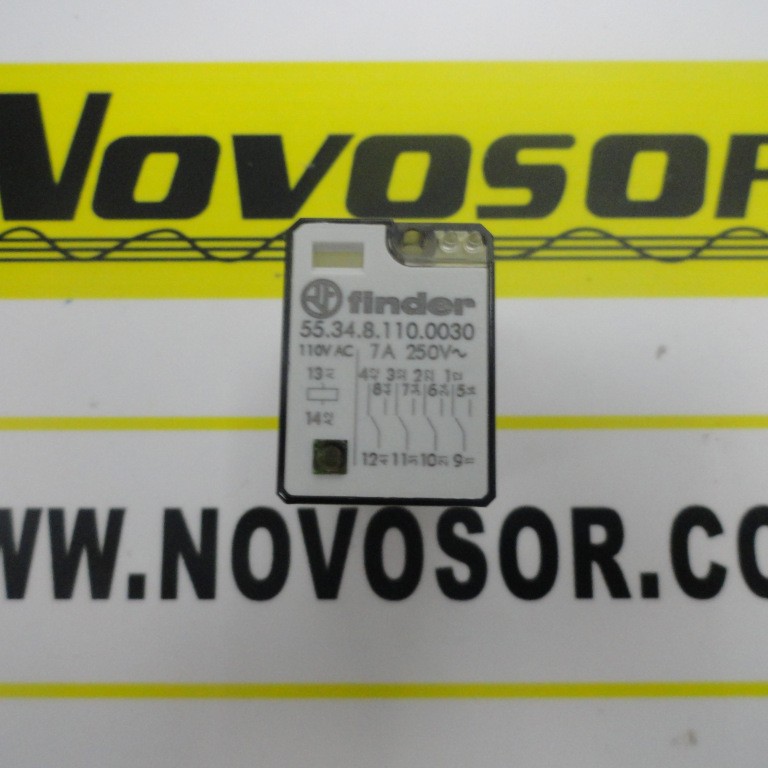 NOVOSOR
finder
55.34.8.110.0030
110V AC 7A 250V~
13 4 3 2 1
8 7 6 5
14
12 11 10 9
WW.NOVOSOR.CO